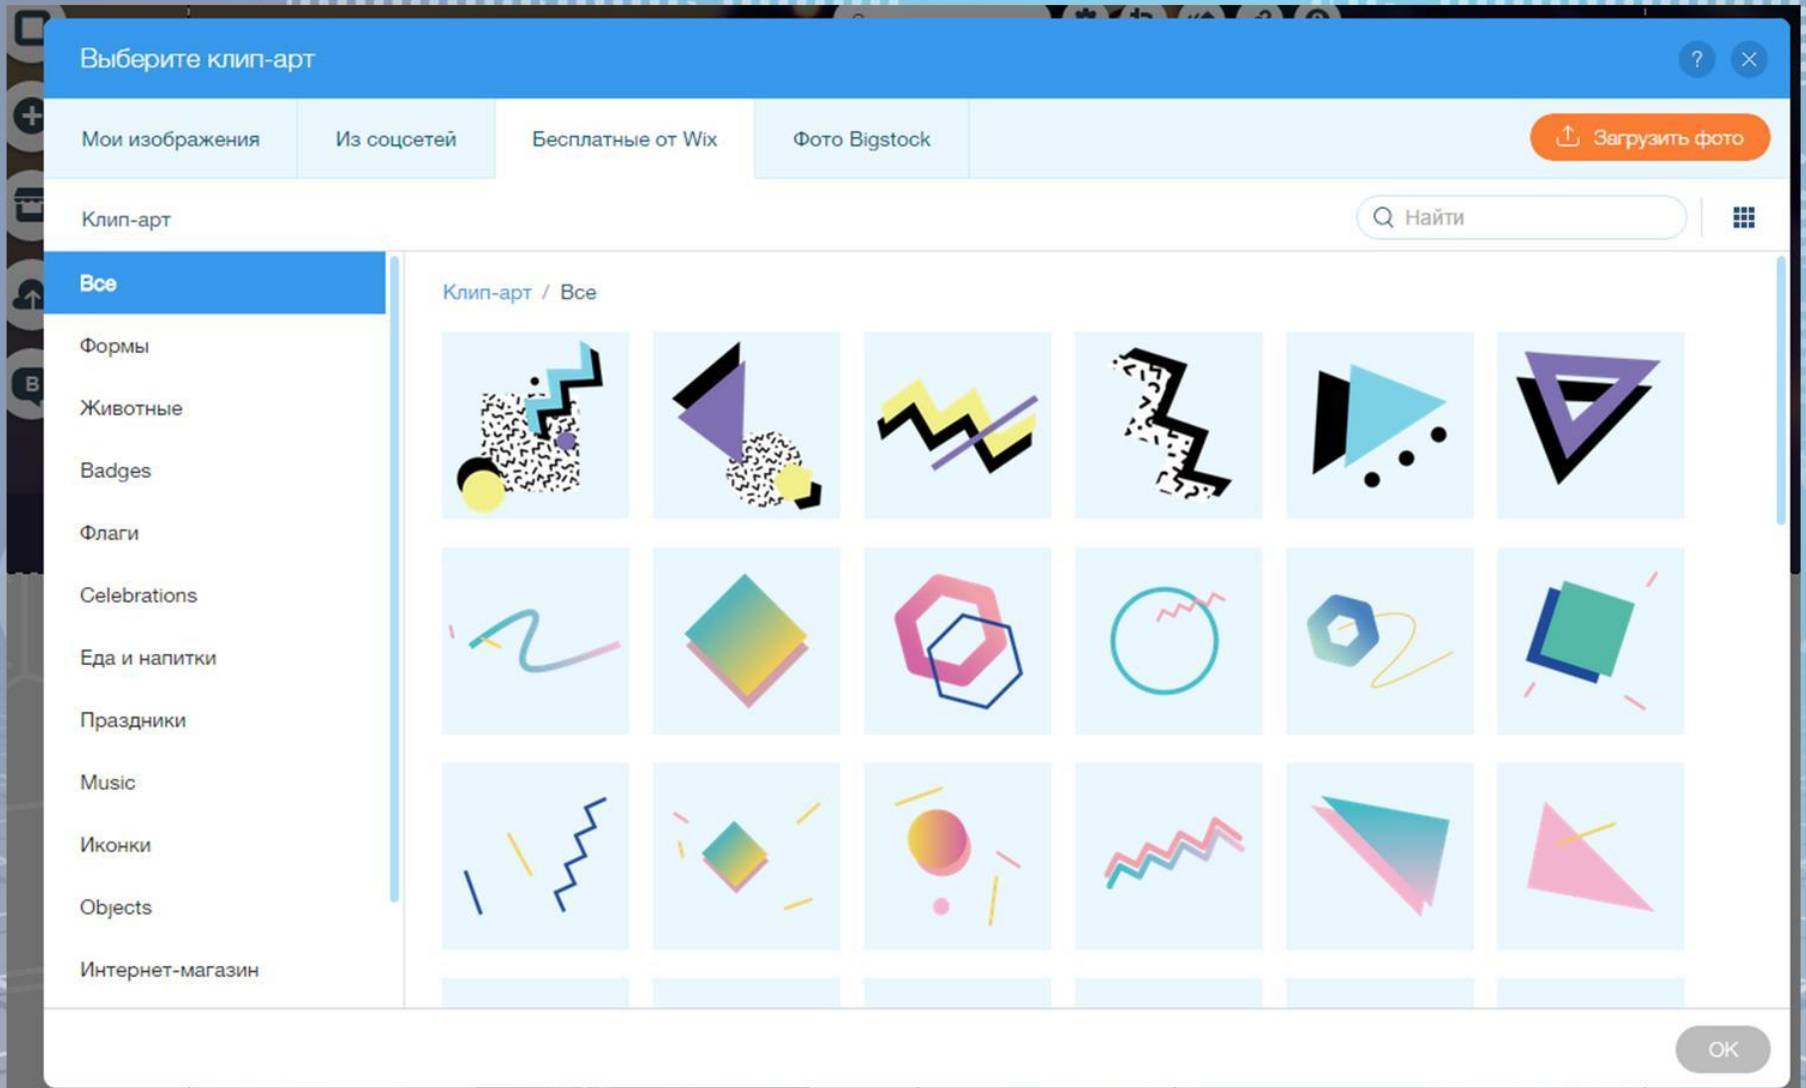 Выберите клип-арт
?
Мои изображения
Из соцсетей
Бесплатные от Wix
Фото Bigstock
Загрузить фото
Клип-арт
Найти
Все
Клип-арт / Все
Формы
Животные
Badges
Флаги
Celebrations
Еда и напитки
Праздники
Music
Иконки
Objects
Интернет-магазин
B
OK